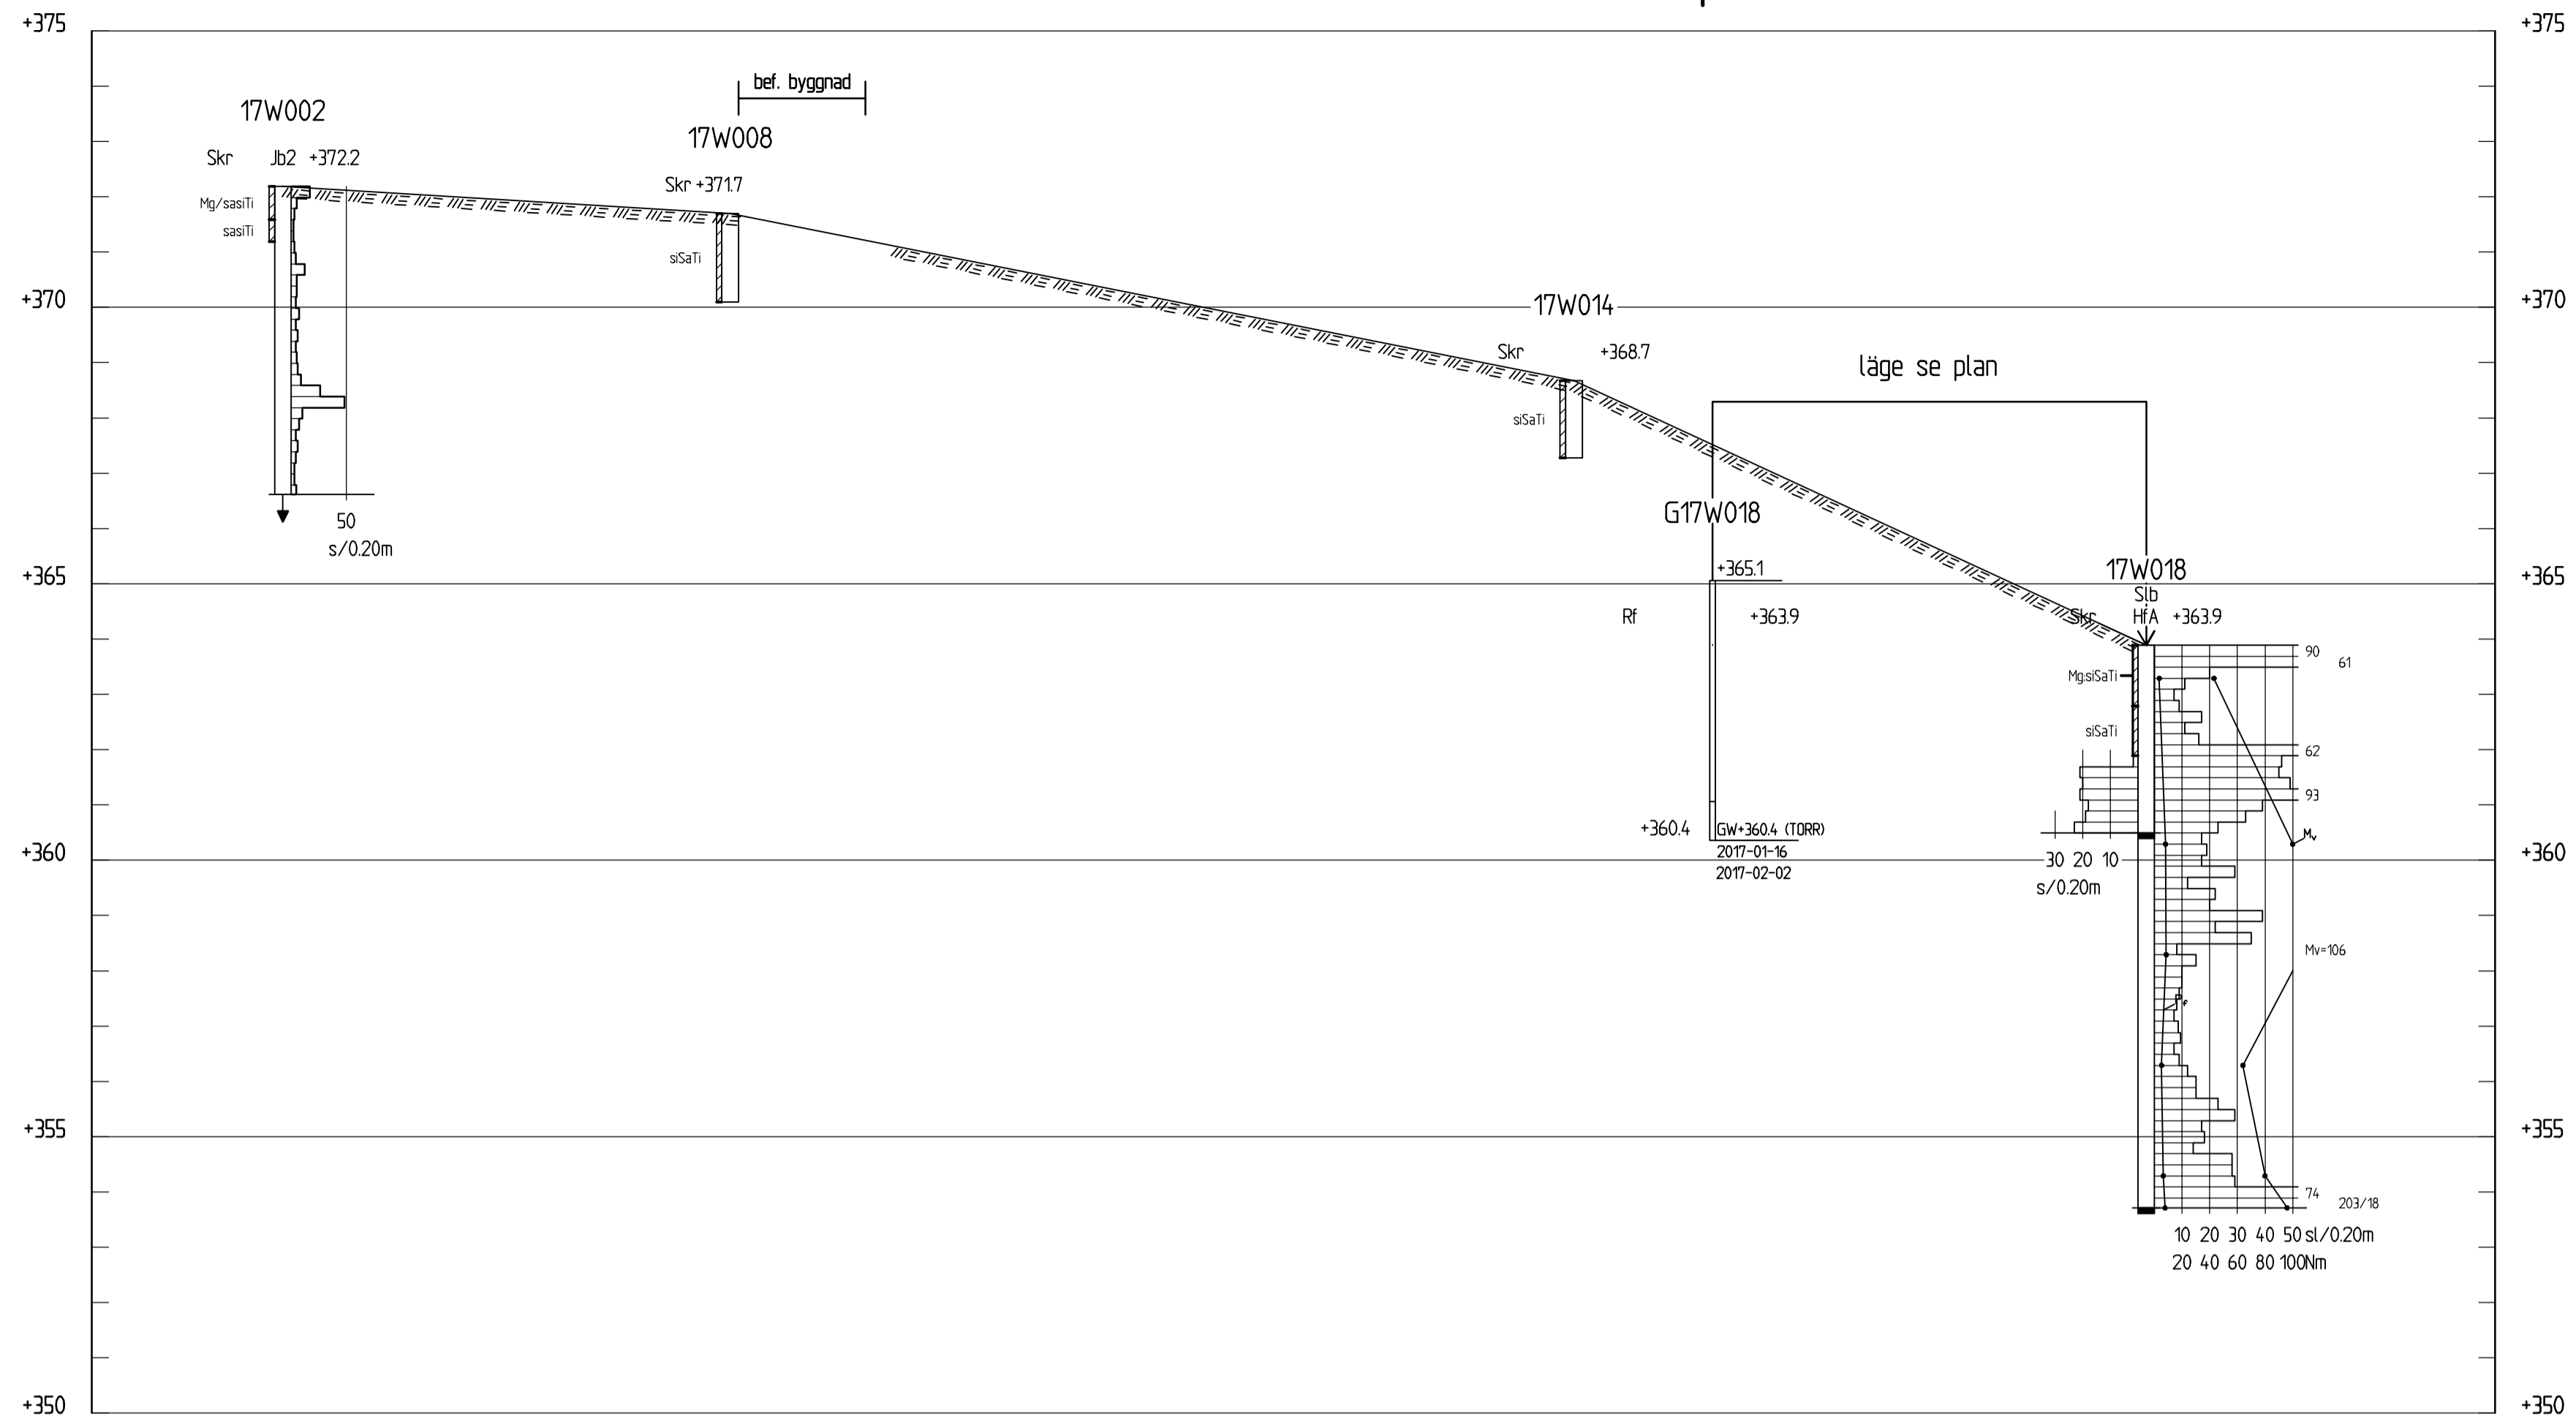 +375 +375
bef. byggnad
17W002
17W008
Skr Jb2 +372.2
Skr +371.7
Mg/sasiTi
sasiTi
siSaTi
+370 17W014 +370
Skr +368.7
läge se plan
siSaTi
G17W018
50
s/0.20m
+365 +365.1 17W018 +365
Slb
Rf +363.9 Skr HfA +363.9
90
61
Mg:siSaTi
siSaTi
62
93
+360.4 GW+360.4 (TORR) Mv
+360 2017-01-16 30 20 10 +360
2017-02-02 s/0.20m
Mv=106
f
+355 +355
74
203/18
10 20 30 40 50 sl/0.20m
20 40 60 80 100Nm
+350 +350